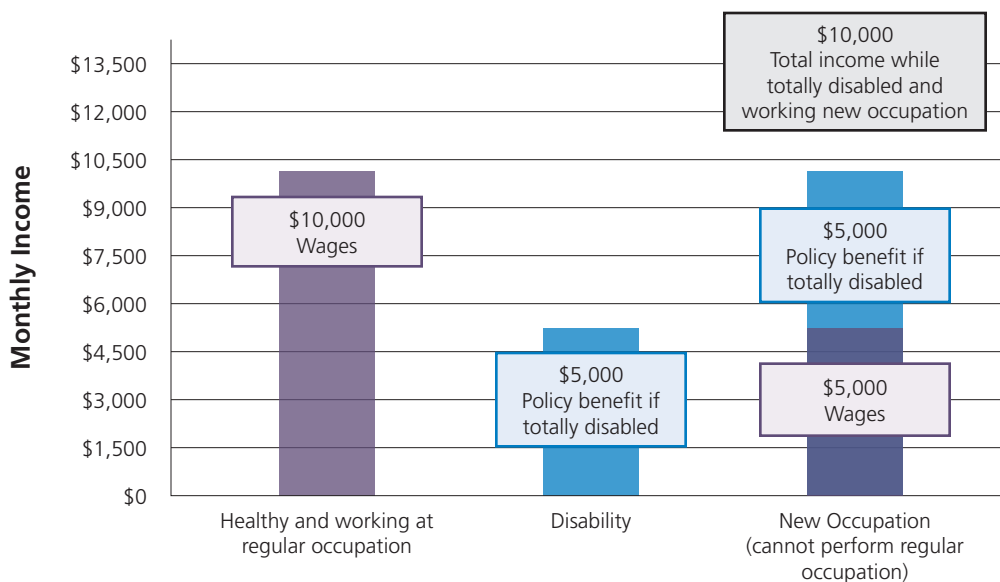 Monthly Income
$13,500
$12,000
$10,500
$9,000
$7,500
$6,000
$4,500
$3,000
$1,500
$0
$10,000
Wages
$5,000
Policy benefit if
totally disabled
$10,000
Total income while
totally disabled and
working new occupation
$5,000
Policy benefit if
totally disabled
$5,000
Wages
Healthy and working at
regular occupation
Disability
New Occupation
(cannot perform regular
occupation)